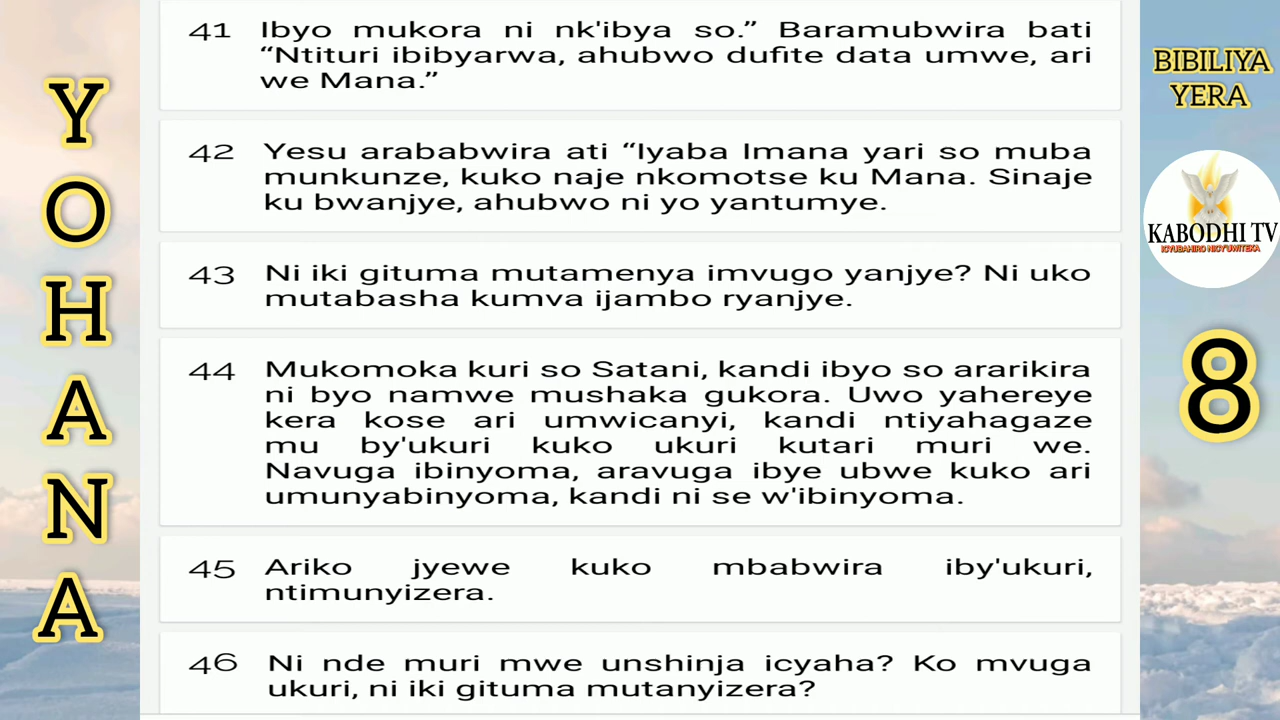 YOHANA
41 Ibyo mukora ni nk'ibya so.” Baramubwira bati
“Ntituri ibibyarwa, ahubwo dufite data umwe, ari
we Mana.”
42 Yesu arababwira ati “Iyaba Imana yari so muba
munkunze, kuko naje nkomotse ku Mana. Sinaje
ku bwanjye, ahubwo ni yo yantumye.
43 Ni iki gituma mutamenya imvugo yanjye? Ni uko
mutabasha kumva ijambo ryanjye.
44 Mukomoka kuri so Satani, kandi ibyo so ararikira
ni byo namwe mushaka gukora. Uwo yahereye
kera kose ari umwicanyi, kandi ntiyahagaze
mu by'ukuri kuko ukuri kutari muri we.
Navuga ibinyoma, aravuga ibye ubwe kuko ari
umunyabinyoma, kandi ni se w'ibinyoma.
45 Ariko jyewe kuko mbabwira iby'ukuri,
ntimunyizera.
46 Ni nde muri mwe unshinja icyaha? Ko mvuga
ukuri, ni iki gituma mutanyizera?
BIBILIYA
YERA
KABODHI TV
ICYUBAHIRO NICY'UWITEKA
8